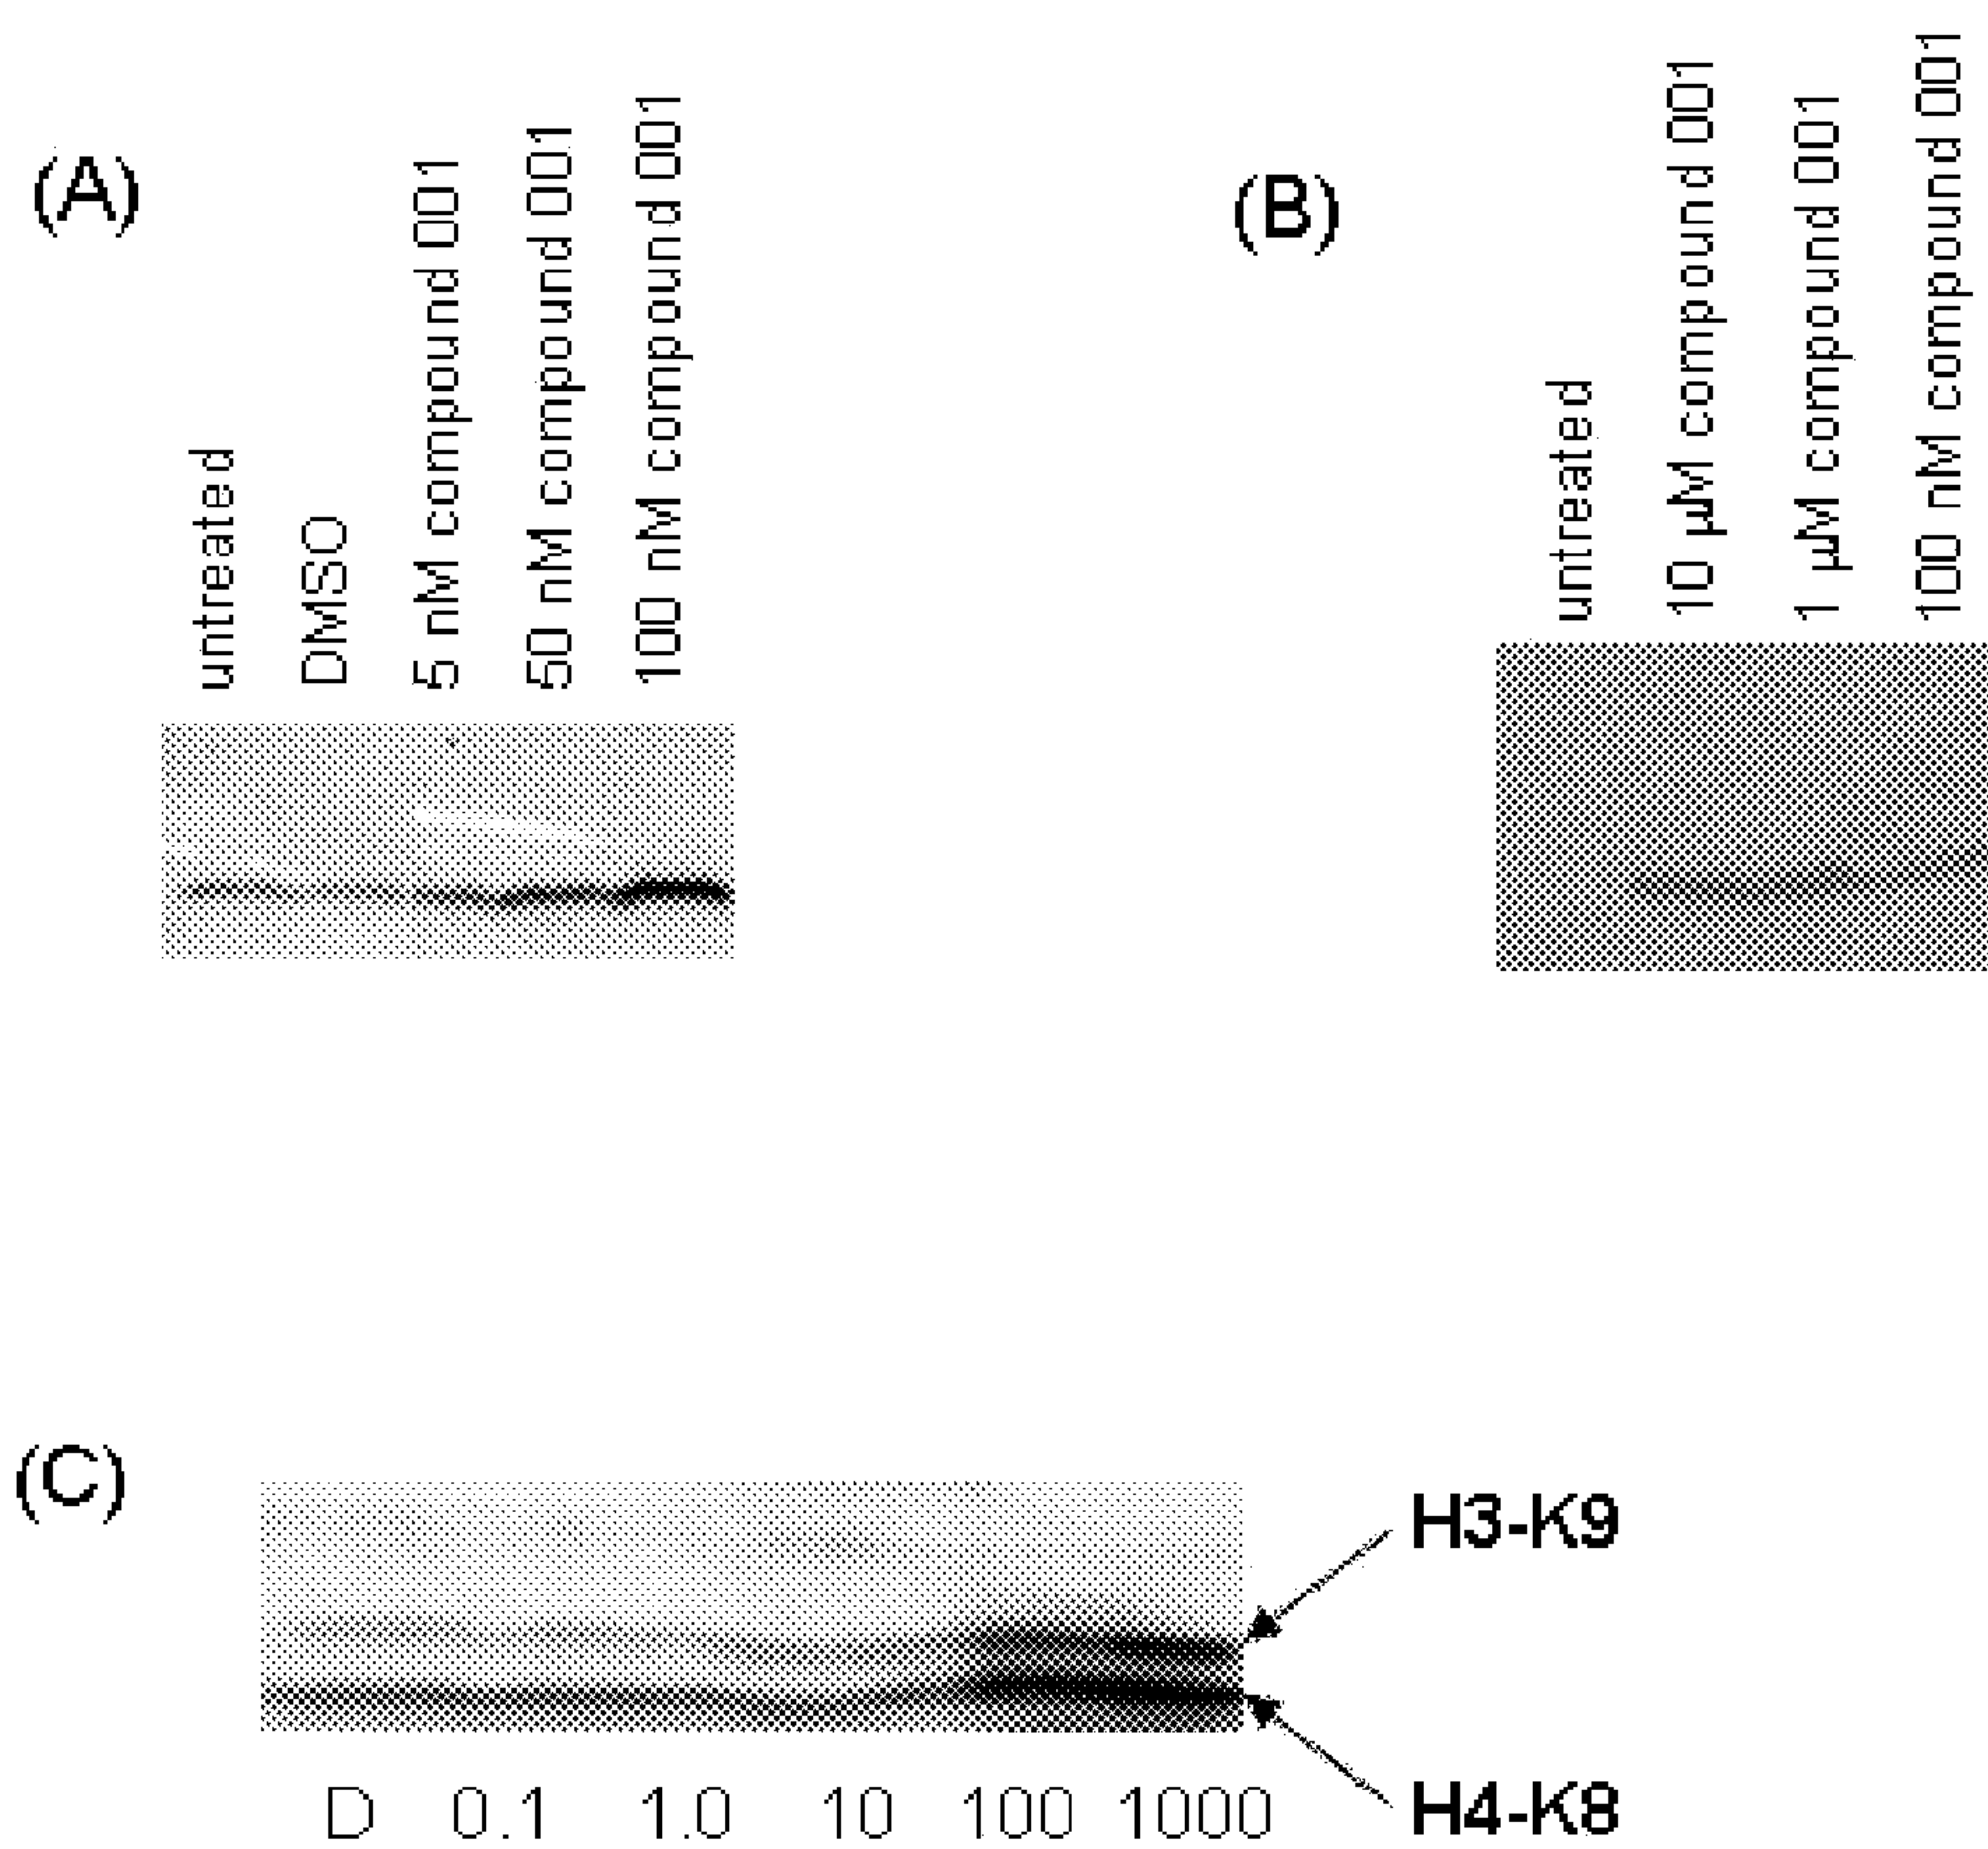 (A)
untreated
DMSO
5 nM compound 001
50 nM compound 001
100 nM compound 001
(B)
untreated
10 µM compound 001
1 µM compound 001
100 nM compound 001
(C)
H3-K9
H4-K8
D 0.1 1.0 10 100 1000